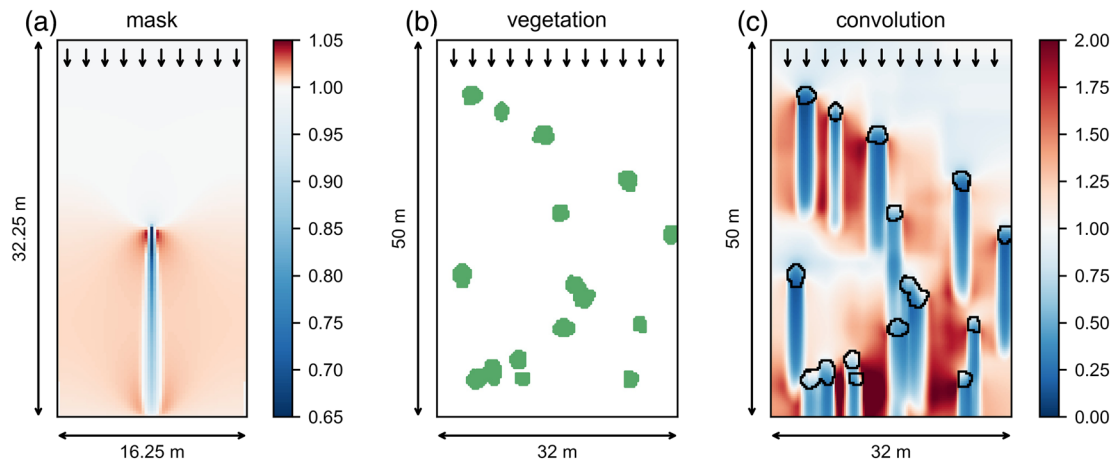 (a) mask
32.25 m
16.25 m
1.05
1.00
0.95
0.90
0.85
0.80
0.75
0.70
0.65
(b) vegetation
50 m
32 m
(c) convolution
50 m
32 m
2.00
1.75
1.50
1.25
1.00
0.75
0.50
0.25
0.00